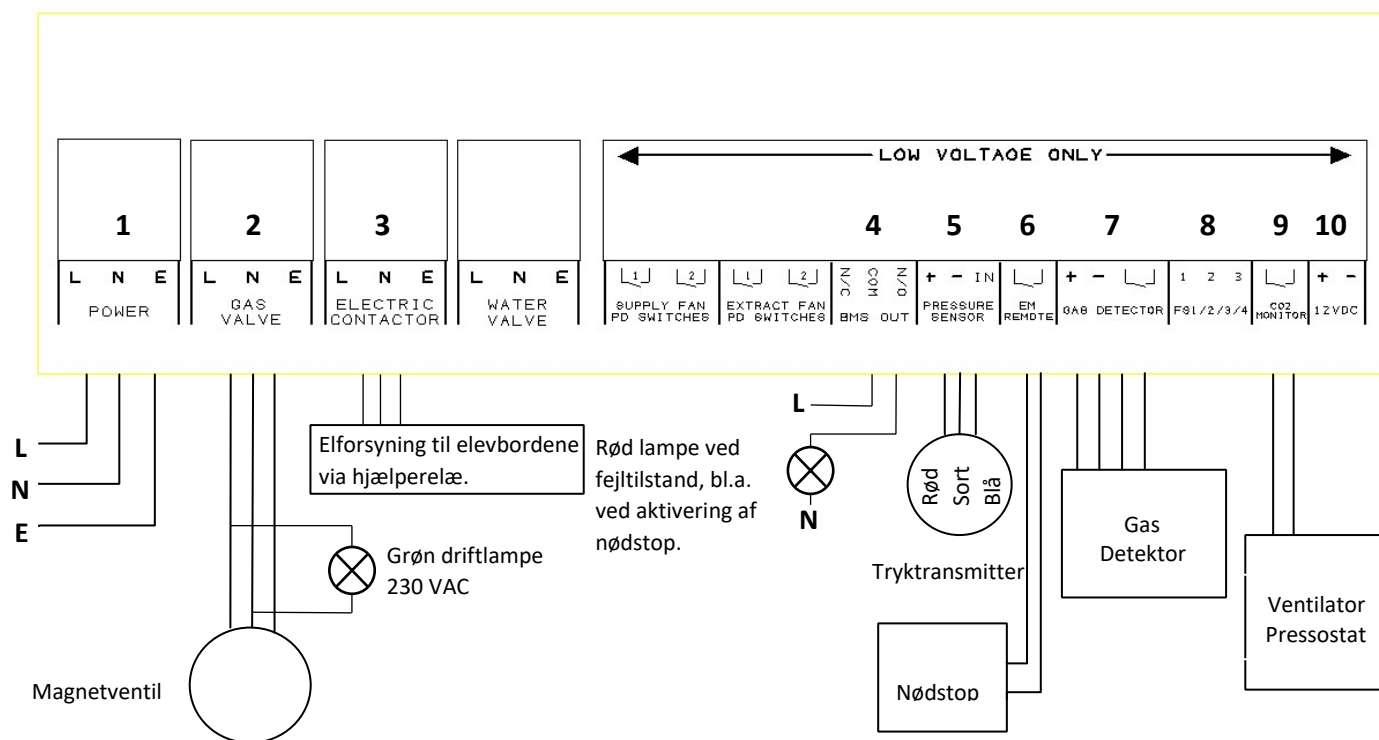 LOW VOLTAGE ONLY
1 2 3 4 5 6 7 8 9 10
L N E L N E L N E L N E 1 2 1 2 N/C COM N/O + - IN + - 1 2 3 + -
POWER
GAS
VALVE
ELECTRIC
CONTACTOR
WATER
VALVE
SUPPLY FAN
PD SWITCHES
EXTRACT FAN
PD SWITCHES
BMS OUT
PRESSURE
SENSOR
EM
REMOTE
GAS DETECTOR
FS1/2/3/4
CO2
MONITOR
12VDC
L
N
E
Elforsyning til elevbordene
via hjælperelæ.
Rød lampe ved
fejltilstand, bl.a.
ved aktivering af
nødstop.
L
N
Rød
Sort
Blå
Tryktransmitter
Gas
Detektor
Grøn driftlampe
230 VAC
Ventilator
Pressostat
Magnetventil
Nødstop